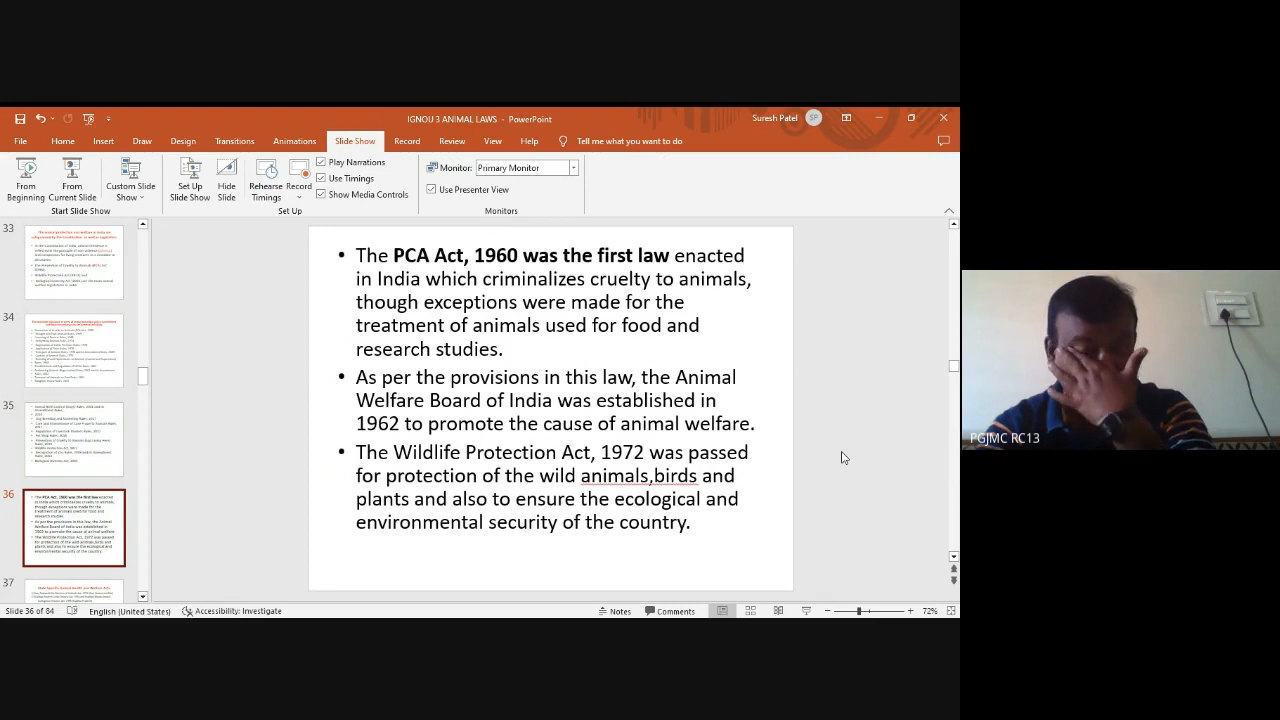 IGNOU 3 ANIMAL LAWS - PowerPoint
Suresh Patel SP
File Home Insert Draw Design Transitions Animations Slide Show Record Review View Help Tell me what you want to do
From Beginning
From Current Slide
Custom Slide Show
Start Slide Show
Set Up Slide Show
Hide Slide
Rehearse Timings
Record
Play Narrations
Use Timings
Show Media Controls
Set Up
Monitor: Primary Monitor
Use Presenter View
Monitors
33
34
35
36
37
• The PCA Act, 1960 was the first law enacted
in India which criminalizes cruelty to animals,
though exceptions were made for the
treatment of animals used for food and
research studies.
• As per the provisions in this law, the Animal
Welfare Board of India was established in
1962 to promote the cause of animal welfare.
• The Wildlife Protection Act, 1972 was passed
for protection of the wild animals,birds and
plants and also to ensure the ecological and
environmental security of the country.
PGJMC RC13
Slide 36 of 84 English (United States) Accessibility: Investigate Notes Comments 72%